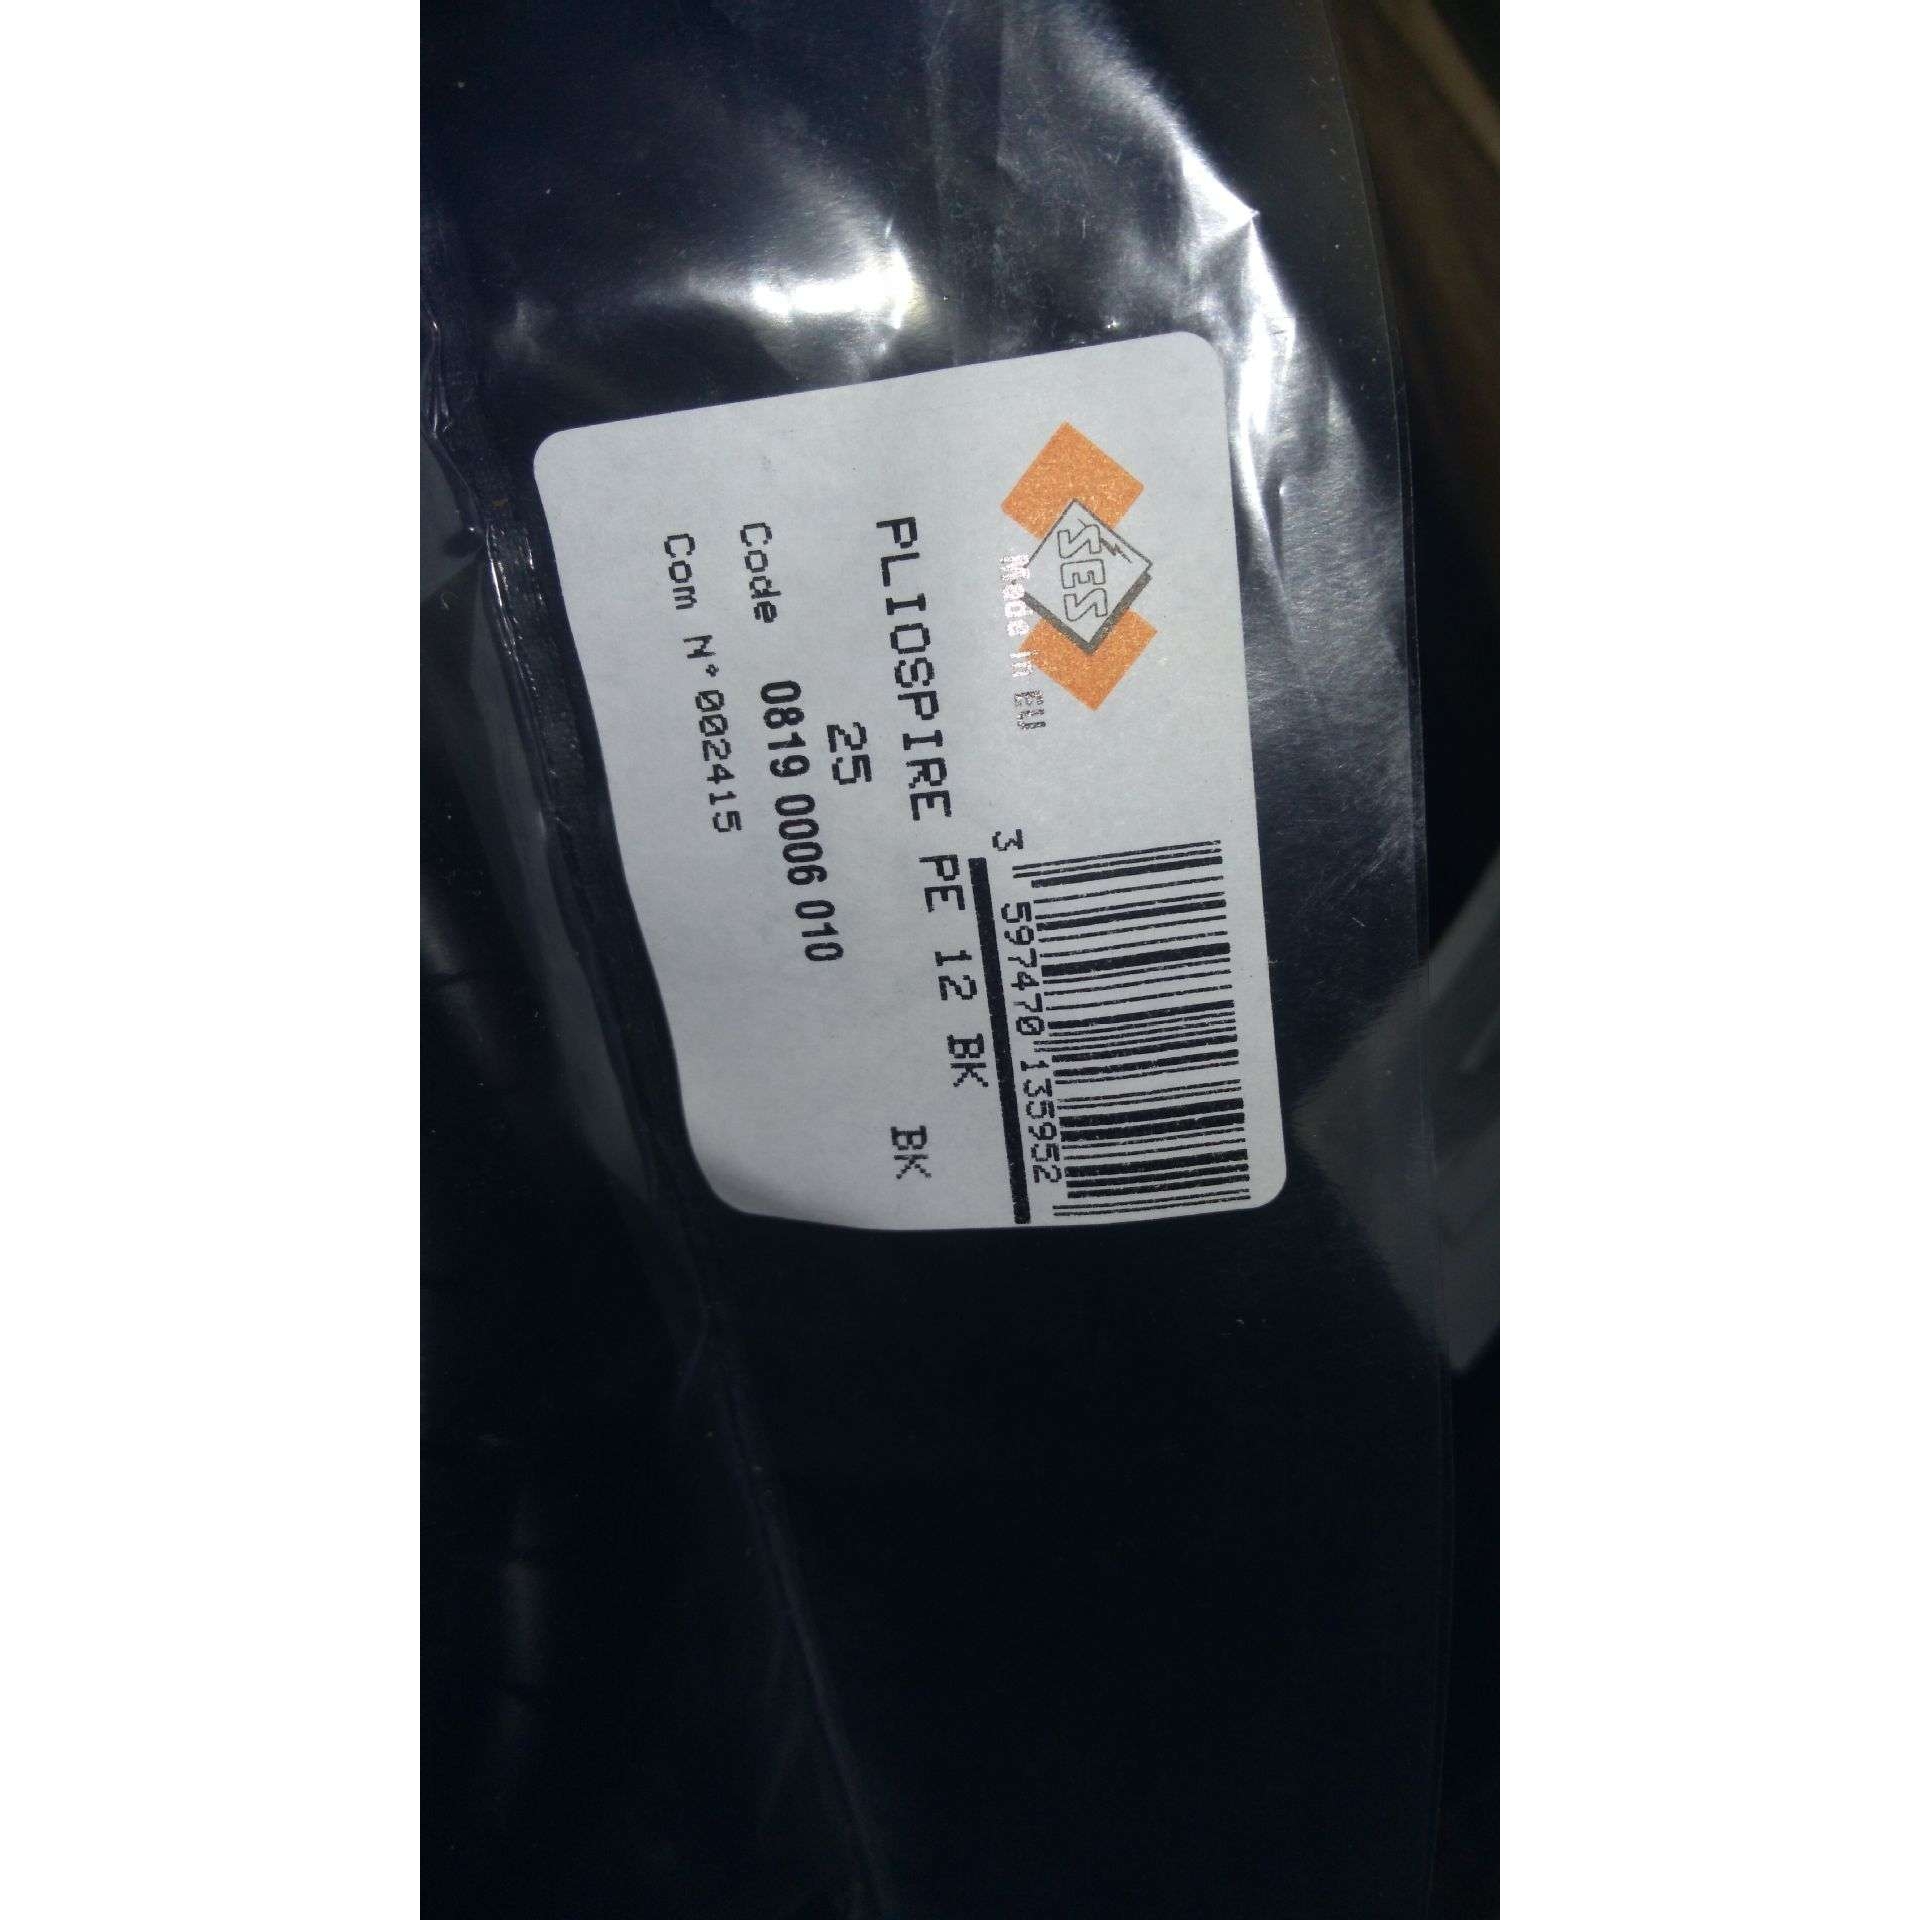 SES
Made in EU
3 597470 135952
PLIOSPIRE PE 12 BK
25 BK
Code 0819 0006 010
Com N°002415